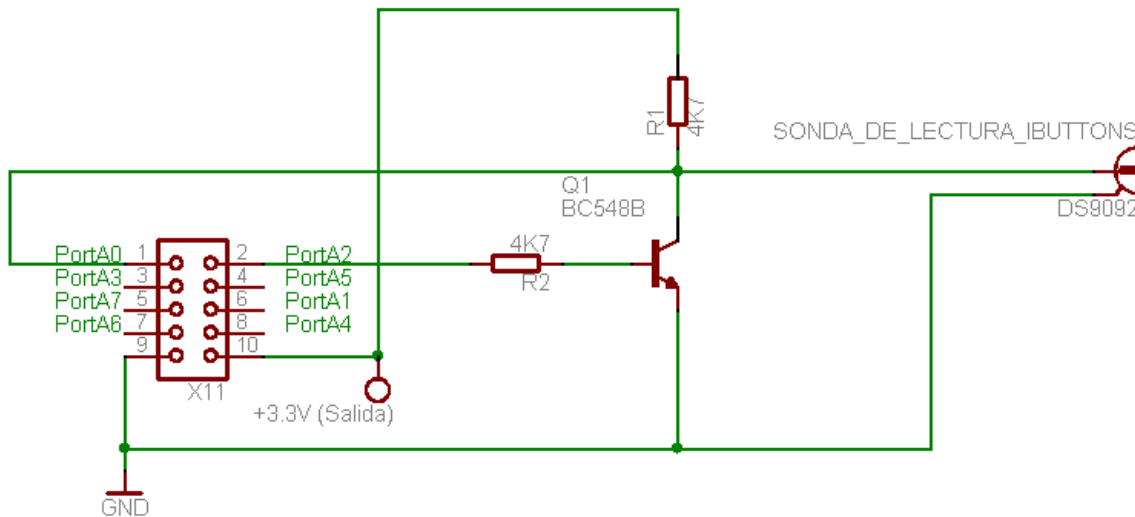 R1
4K7
SONDA_DE_LECTURA_IBUTTONS
DS9092
Q1
BC548B
4K7
R2
PortA0 1 2 PortA2
PortA3 3 4 PortA5
PortA7 5 6 PortA1
PortA6 7 8 PortA4
9 10
X11
+3.3V (Salida)
GND